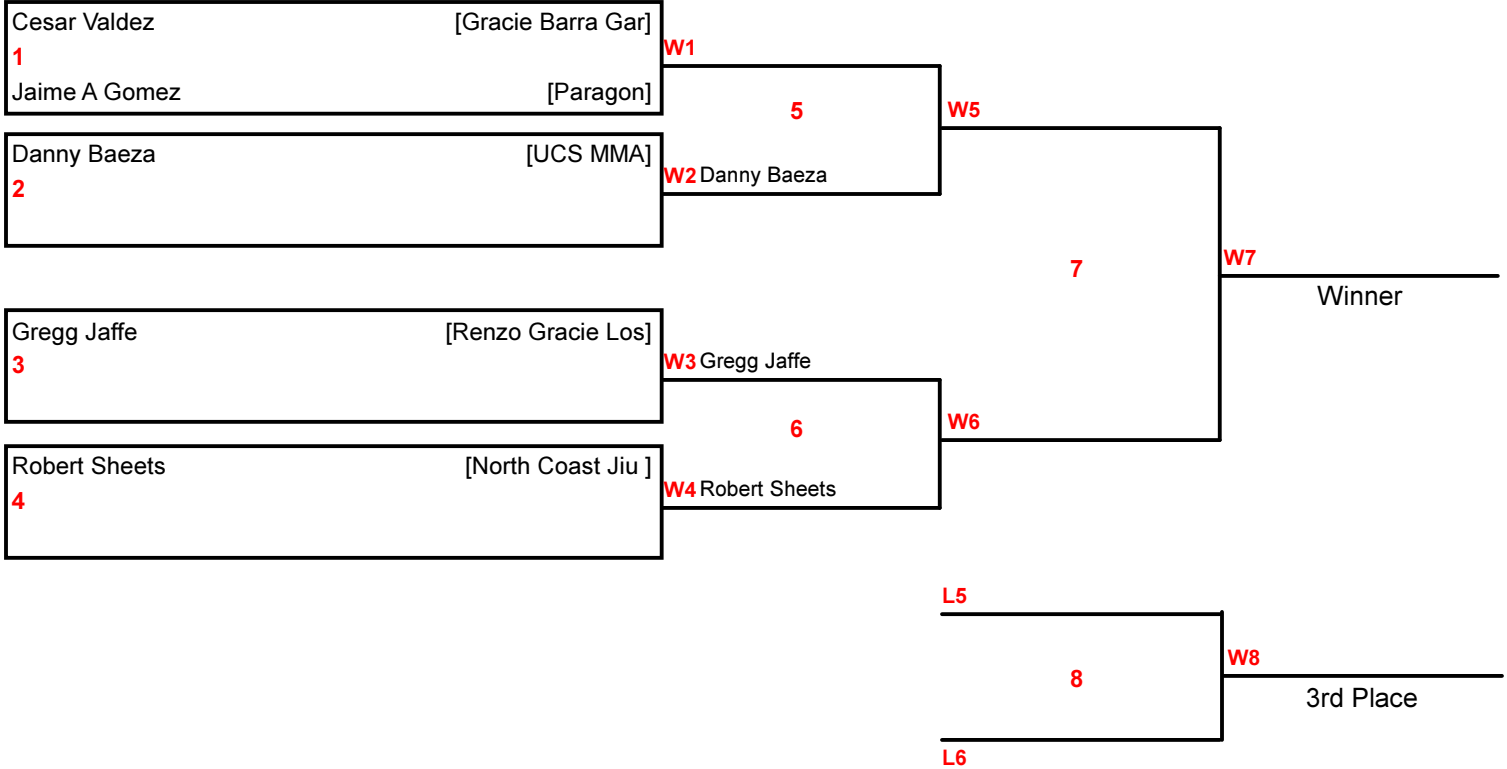 Cesar Valdez [Gracie Barra Gar]
1
Jaime A Gomez [Paragon]
W1
5
W5
Danny Baeza [UCS MMA]
2
W2 Danny Baeza
7
W7
Winner
Gregg Jaffe [Renzo Gracie Los]
3
W3 Gregg Jaffe
6
W6
Robert Sheets [North Coast Jiu ]
4
W4 Robert Sheets
L5
8
W8
3rd Place
L6